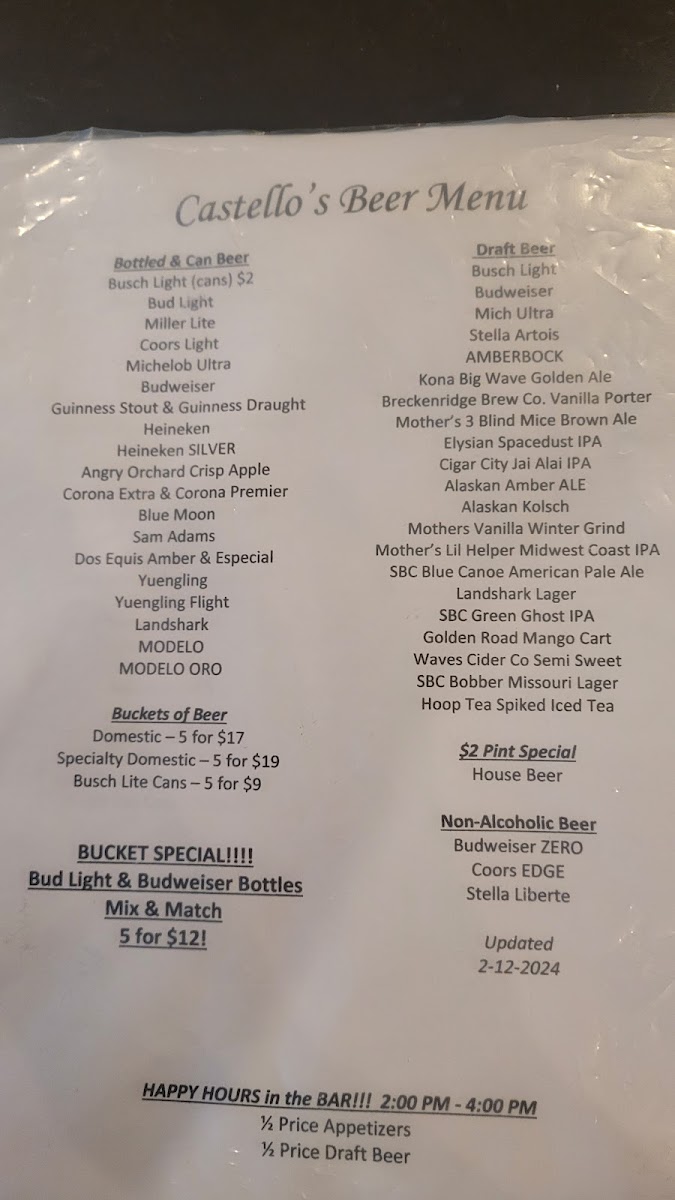 Castello's Beer Menu
Bottled & Can Beer
Busch Light (cans) $2
Bud Light
Miller Lite
Coors Light
Michelob Ultra
Budweiser
Guinness Stout & Guinness Draught
Heineken
Heineken SILVER
Angry Orchard Crisp Apple
Corona Extra & Corona Premier
Blue Moon
Sam Adams
Dos Equis Amber & Especial
Yuengling
Yuengling Flight
Landshark
MODELO
MODELO ORO
Buckets of Beer
Domestic – 5 for $17
Specialty Domestic – 5 for $19
Busch Lite Cans – 5 for $9
BUCKET SPECIAL!!!!
Bud Light & Budweiser Bottles
Mix & Match
5 for $12!
Draft Beer
Busch Light
Budweiser
Mich Ultra
Stella Artois
AMBERBOCK
Kona Big Wave Golden Ale
Breckenridge Brew Co. Vanilla Porter
Mother's 3 Blind Mice Brown Ale
Elysian Spacedust IPA
Cigar City Jai Alai IPA
Alaskan Amber ALE
Alaskan Kolsch
Mothers Vanilla Winter Grind
Mother's Lil Helper Midwest Coast IPA
SBC Blue Canoe American Pale Ale
Landshark Lager
SBC Green Ghost IPA
Golden Road Mango Cart
Waves Cider Co Semi Sweet
SBC Bobber Missouri Lager
Hoop Tea Spiked Iced Tea
$2 Pint Special
House Beer
Non-Alcoholic Beer
Budweiser ZERO
Coors EDGE
Stella Liberte
Updated
2-12-2024
HAPPY HOURS in the BAR!!! 2:00 PM - 4:00 PM
½ Price Appetizers
½ Price Draft Beer